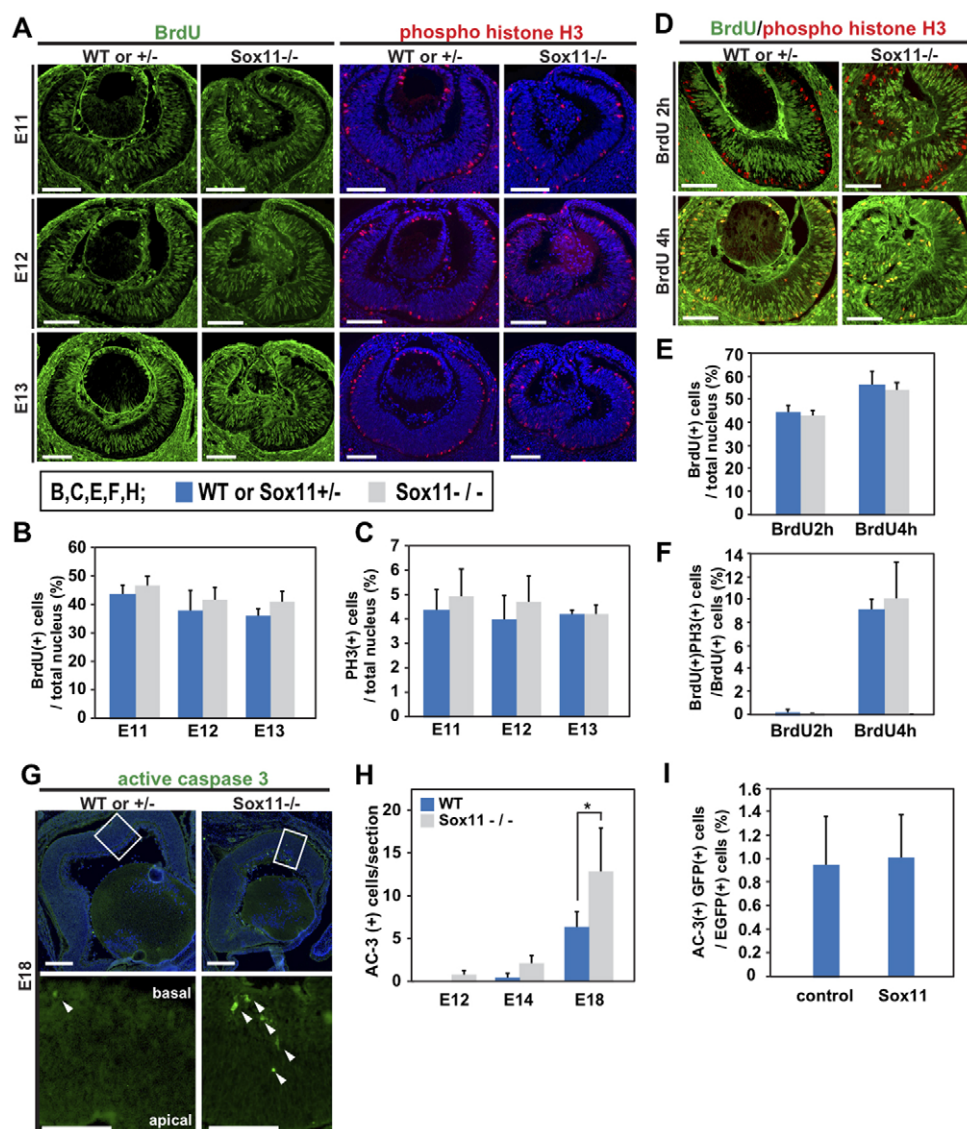 A
BrdU
phospho histone H3
WT or +/-
Sox11-/-
WT or +/-
Sox11-/-
E11
E12
E13
D
BrdU/phospho histone H3
WT or +/-
Sox11-/-
BrdU 2h
BrdU 4h
B,C,E,F,H;
WT or Sox11+/-
Sox11- / -
B
BrdU(+) cells
/ total nucleus (%)
60
50
40
30
20
10
0
E11
E12
E13
C
PH3(+) cells
/ total nucleus (%)
7
6
5
4
3
2
1
0
E11
E12
E13
E
BrdU(+) cells
/ total nucleus (%)
70
60
50
40
30
20
10
0
BrdU2h
BrdU4h
F
BrdU(+)PH3(+) cells
/BrdU(+) cells (%)
14
12
10
8
6
4
2
0
BrdU2h
BrdU4h
G
active caspase 3
WT or +/-
Sox11-/-
E18
basal
apical
H
AC-3 (+) cells/section
20
15
10
5
0
WT
Sox11 - / -
*
E12
E14
E18
I
AC-3(+) GFP(+) cells
/ EGFP(+) cells (%)
1.6
1.4
1.2
1.0
0.8
0.6
0.4
0.2
0
control
Sox11